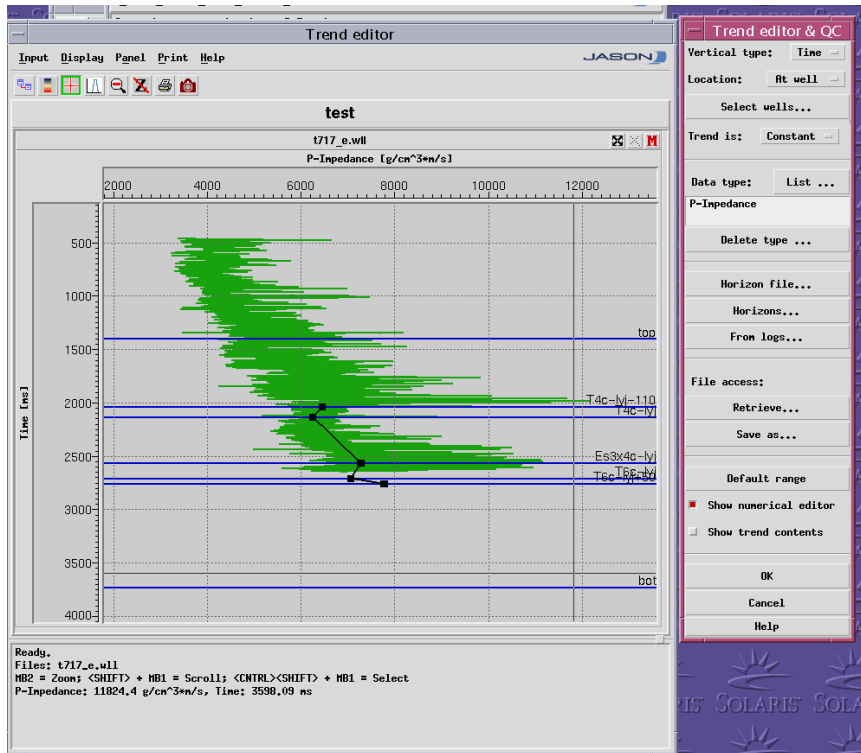 Trend editor
Input Display Panel Print Help
JASON
test
t717_e.wll
M
P-Impedance [g/cm^3*m/s]
2000 4000 6000 8000 10000 12000
500
1000
top
1500
T4c-lyj-110
2000
T4c-lyj
Time [ms]
Es3x4c-lyj
2500
T6c-lyj
T6c-lyj+50
3000
3500
bot
4000
Ready.
Files: t717_e.wll
MB2 = Zoom; <SHIFT> + MB1 = Scroll; <CNTRL><SHIFT> + MB1 = Select
P-Impedance: 11824.4 g/cm^3*m/s, Time: 3598.09 ms
Trend editor & QC
Vertical type: Time
Location: At well
Select wells...
Trend is: Constant
Data type: List ...
P-Impedance
Delete type ...
Horizon file...
Horizons...
From logs...
File access:
Retrieve...
Save as...
Default range
Show numerical editor
Show trend contents
OK
Cancel
Help
SOLARIS